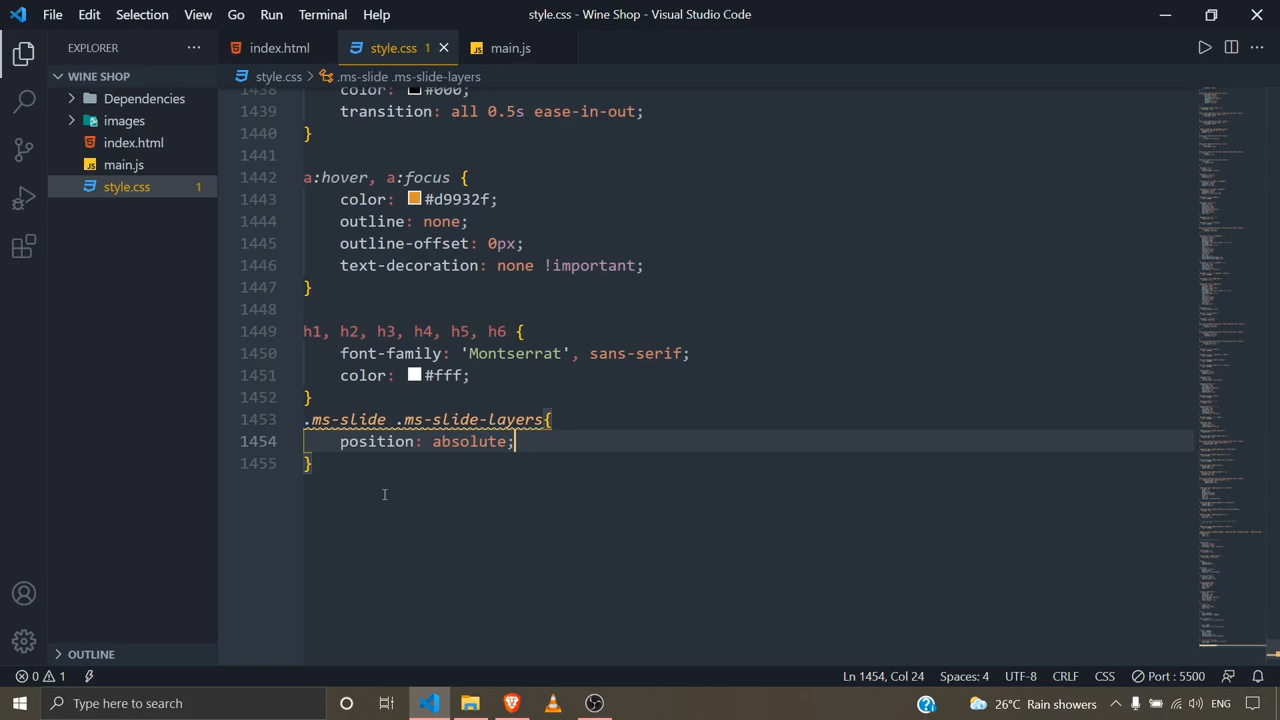 File Edit Selection View Go Run Terminal Help style.css - Wine Shop - Visual Studio Code
EXPLORER ... index.html style.css 1 main.js
WINE SHOP style.css > .ms-slide .ms-slide-layers
Dependencies
images
index.html
main.js
style.css 1
OUTLINE
1438 color: #000;
1439 transition: all 0.3s ease-in-out;
1440 }
1441
1442 a:hover, a:focus {
1443 color: #d9932f;
1444 outline: none;
1445 outline-offset: 0px;
1446 text-decoration: none !important;
1447 }
1448
1449 h1, h2, h3, h4, h5, h6 {
1450 font-family: 'Montserrat', sans-serif;
1451 color: #fff;
1452 }
1453 .ms-slide .ms-slide-layers{
1454 position: absolute;
1455 }
0 1 Ln 1454, Col 24 Spaces: 4 UTF-8 CRLF CSS Port : 5500
Type here to search 26°C Rain showers ENG